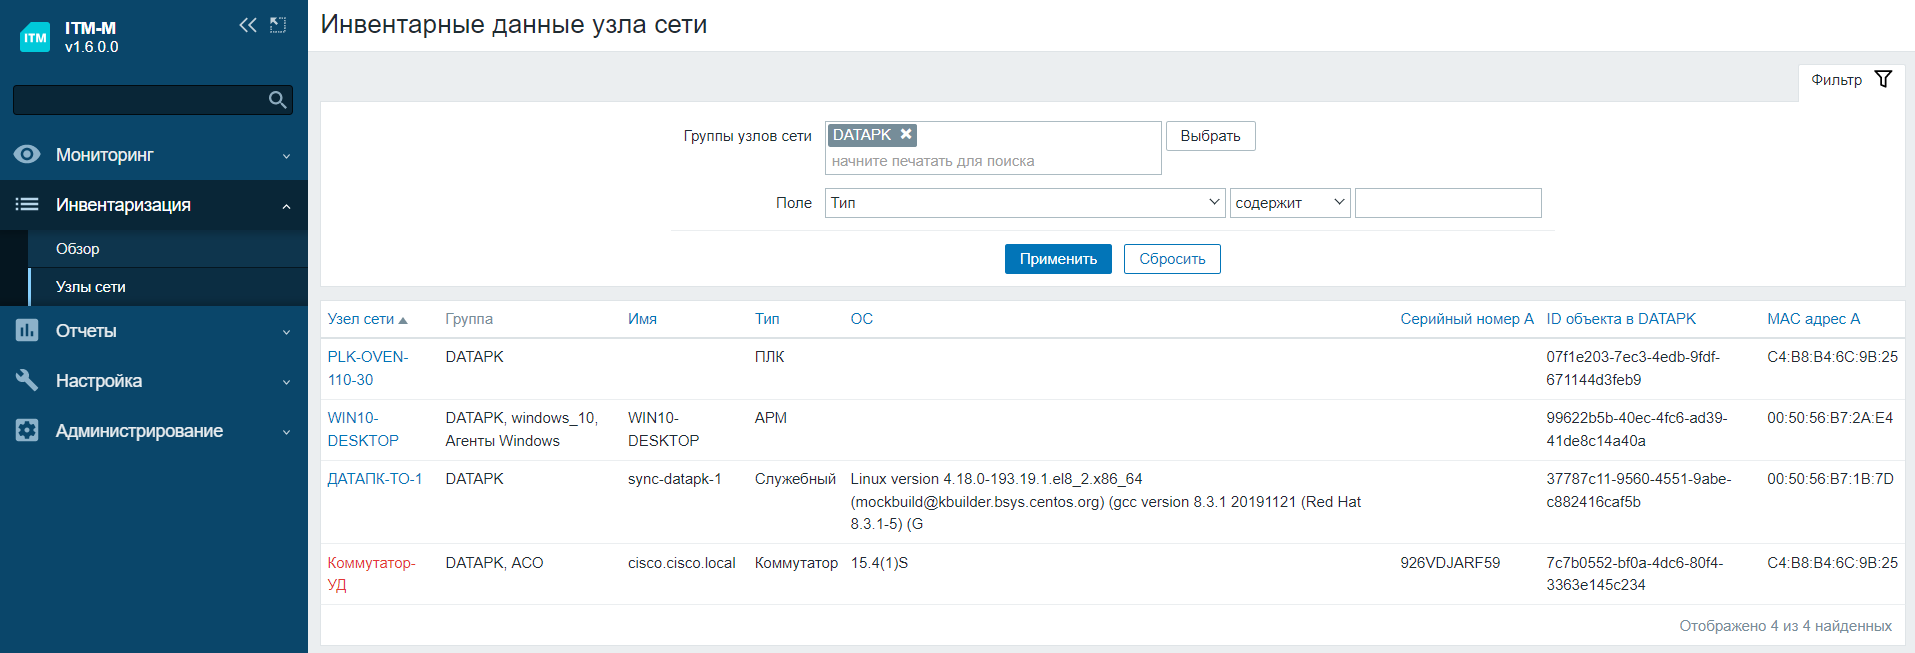 ITM
ITM-M
v1.6.0.0
Мониторинг
Инвентаризация
Обзор
Узлы сети
Отчеты
Настройка
Администрирование
Инвентарные данные узла сети
Фильтр
Группы узлов сети
DATAPK
начните печатать для поиска
Выбрать
Поле
Тип
содержит
Применить
Сбросить
Узел сети Группа Имя Тип ОС Серийный номер A ID объекта в DATAPK MAC адрес A
PLK-OVEN- DATAPK ПЛК 07f1e203-7ec3-4edb-9fdf- C4:B8:B4:6C:9B:25
110-30 671144d3feb9
WIN10- DATAPK, windows_10, WIN10- АРМ 99622b5b-40ec-4fc6-ad39- 00:50:56:B7:2A:E4
DESKTOP Агенты Windows DESKTOP 41de8c14a40a
ДАТАПК-ТО-1 DATAPK sync-datapk-1 Служебный Linux version 4.18.0-193.19.1.el8_2.x86_64 37787c11-9560-4551-9abe- 00:50:56:B7:1B:7D
(mockbuild@kbuilder.bsys.centos.org) (gcc version 8.3.1 20191121 (Red Hat c882416caf5b
8.3.1-5) (G
Коммутатор- DATAPK, АСО cisco.cisco.local Коммутатор 15.4(1)S 926VDJARF59 7c7b0552-bf0a-4dc6-80f4- C4:B8:B4:6C:9B:25
УД 3363e145c234
Отображено 4 из 4 найденных